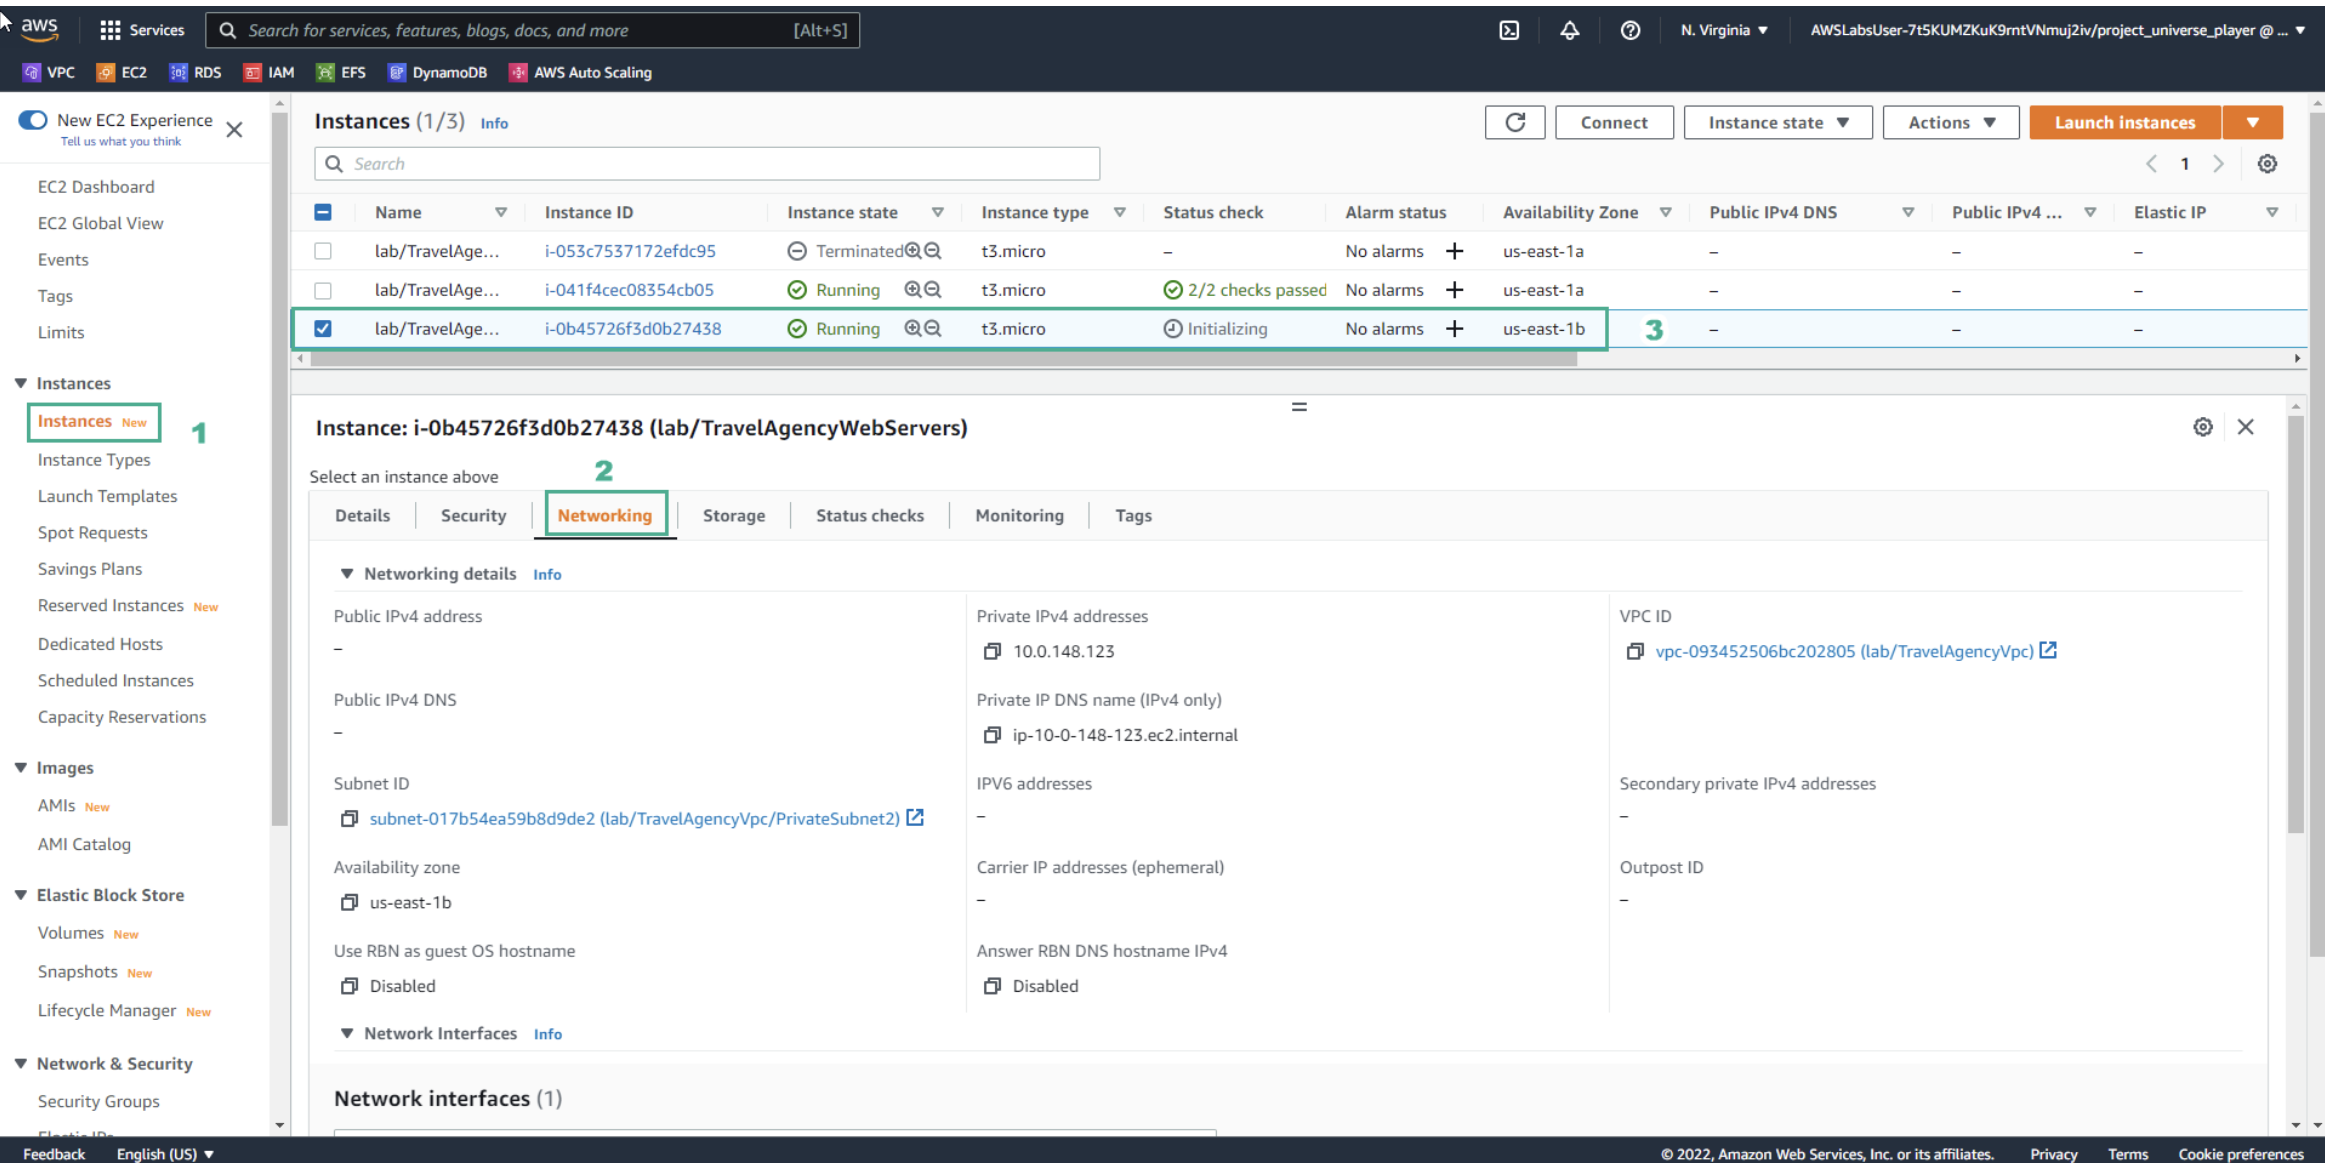 aws Services Search for services, features, blogs, docs, and more [Alt+S] N. Virginia ▼ AWSLabsUser-7t5KUMZKuK9rntVNmuj2iv/project_universe_player @ ... ▼
VPC EC2 RDS IAM EFS DynamoDB AWS Auto Scaling
New EC2 Experience
Tell us what you think
EC2 Dashboard
EC2 Global View
Events
Tags
Limits
Instances
Instances New 1
Instance Types
Launch Templates
Spot Requests
Savings Plans
Reserved Instances New
Dedicated Hosts
Scheduled Instances
Capacity Reservations
Images
AMIs New
AMI Catalog
Elastic Block Store
Volumes New
Snapshots New
Lifecycle Manager New
Network & Security
Security Groups
Instances (1/3) Info Connect Instance state ▼ Actions ▼ Launch instances ▼
Search 1
Name Instance ID Instance state Instance type Status check Alarm status Availability Zone Public IPv4 DNS Public IPv4 ... Elastic IP
lab/TravelAge... i-053c7537172efdc95 Terminated t3.micro – No alarms + us-east-1a – – –
lab/TravelAge... i-041f4cec08354cb05 Running t3.micro 2/2 checks passed No alarms + us-east-1a – – –
lab/TravelAge... i-0b45726f3d0b27438 Running t3.micro Initializing No alarms + us-east-1b 3 – – –
Instance: i-0b45726f3d0b27438 (lab/TravelAgencyWebServers)
Select an instance above 2
Details Security Networking Storage Status checks Monitoring Tags
Networking details Info
Public IPv4 address
–
Public IPv4 DNS
–
Subnet ID
subnet-017b54ea59b8d9de2 (lab/TravelAgencyVpc/PrivateSubnet2)
Availability zone
us-east-1b
Use RBN as guest OS hostname
Disabled
Private IPv4 addresses
10.0.148.123
Private IP DNS name (IPv4 only)
ip-10-0-148-123.ec2.internal
IPV6 addresses
–
Carrier IP addresses (ephemeral)
–
Answer RBN DNS hostname IPv4
Disabled
VPC ID
vpc-093452506bc202805 (lab/TravelAgencyVpc)
Secondary private IPv4 addresses
–
Outpost ID
–
Network Interfaces Info
Network interfaces (1)
Feedback English (US) ▼ © 2022, Amazon Web Services, Inc. or its affiliates. Privacy Terms Cookie preferences